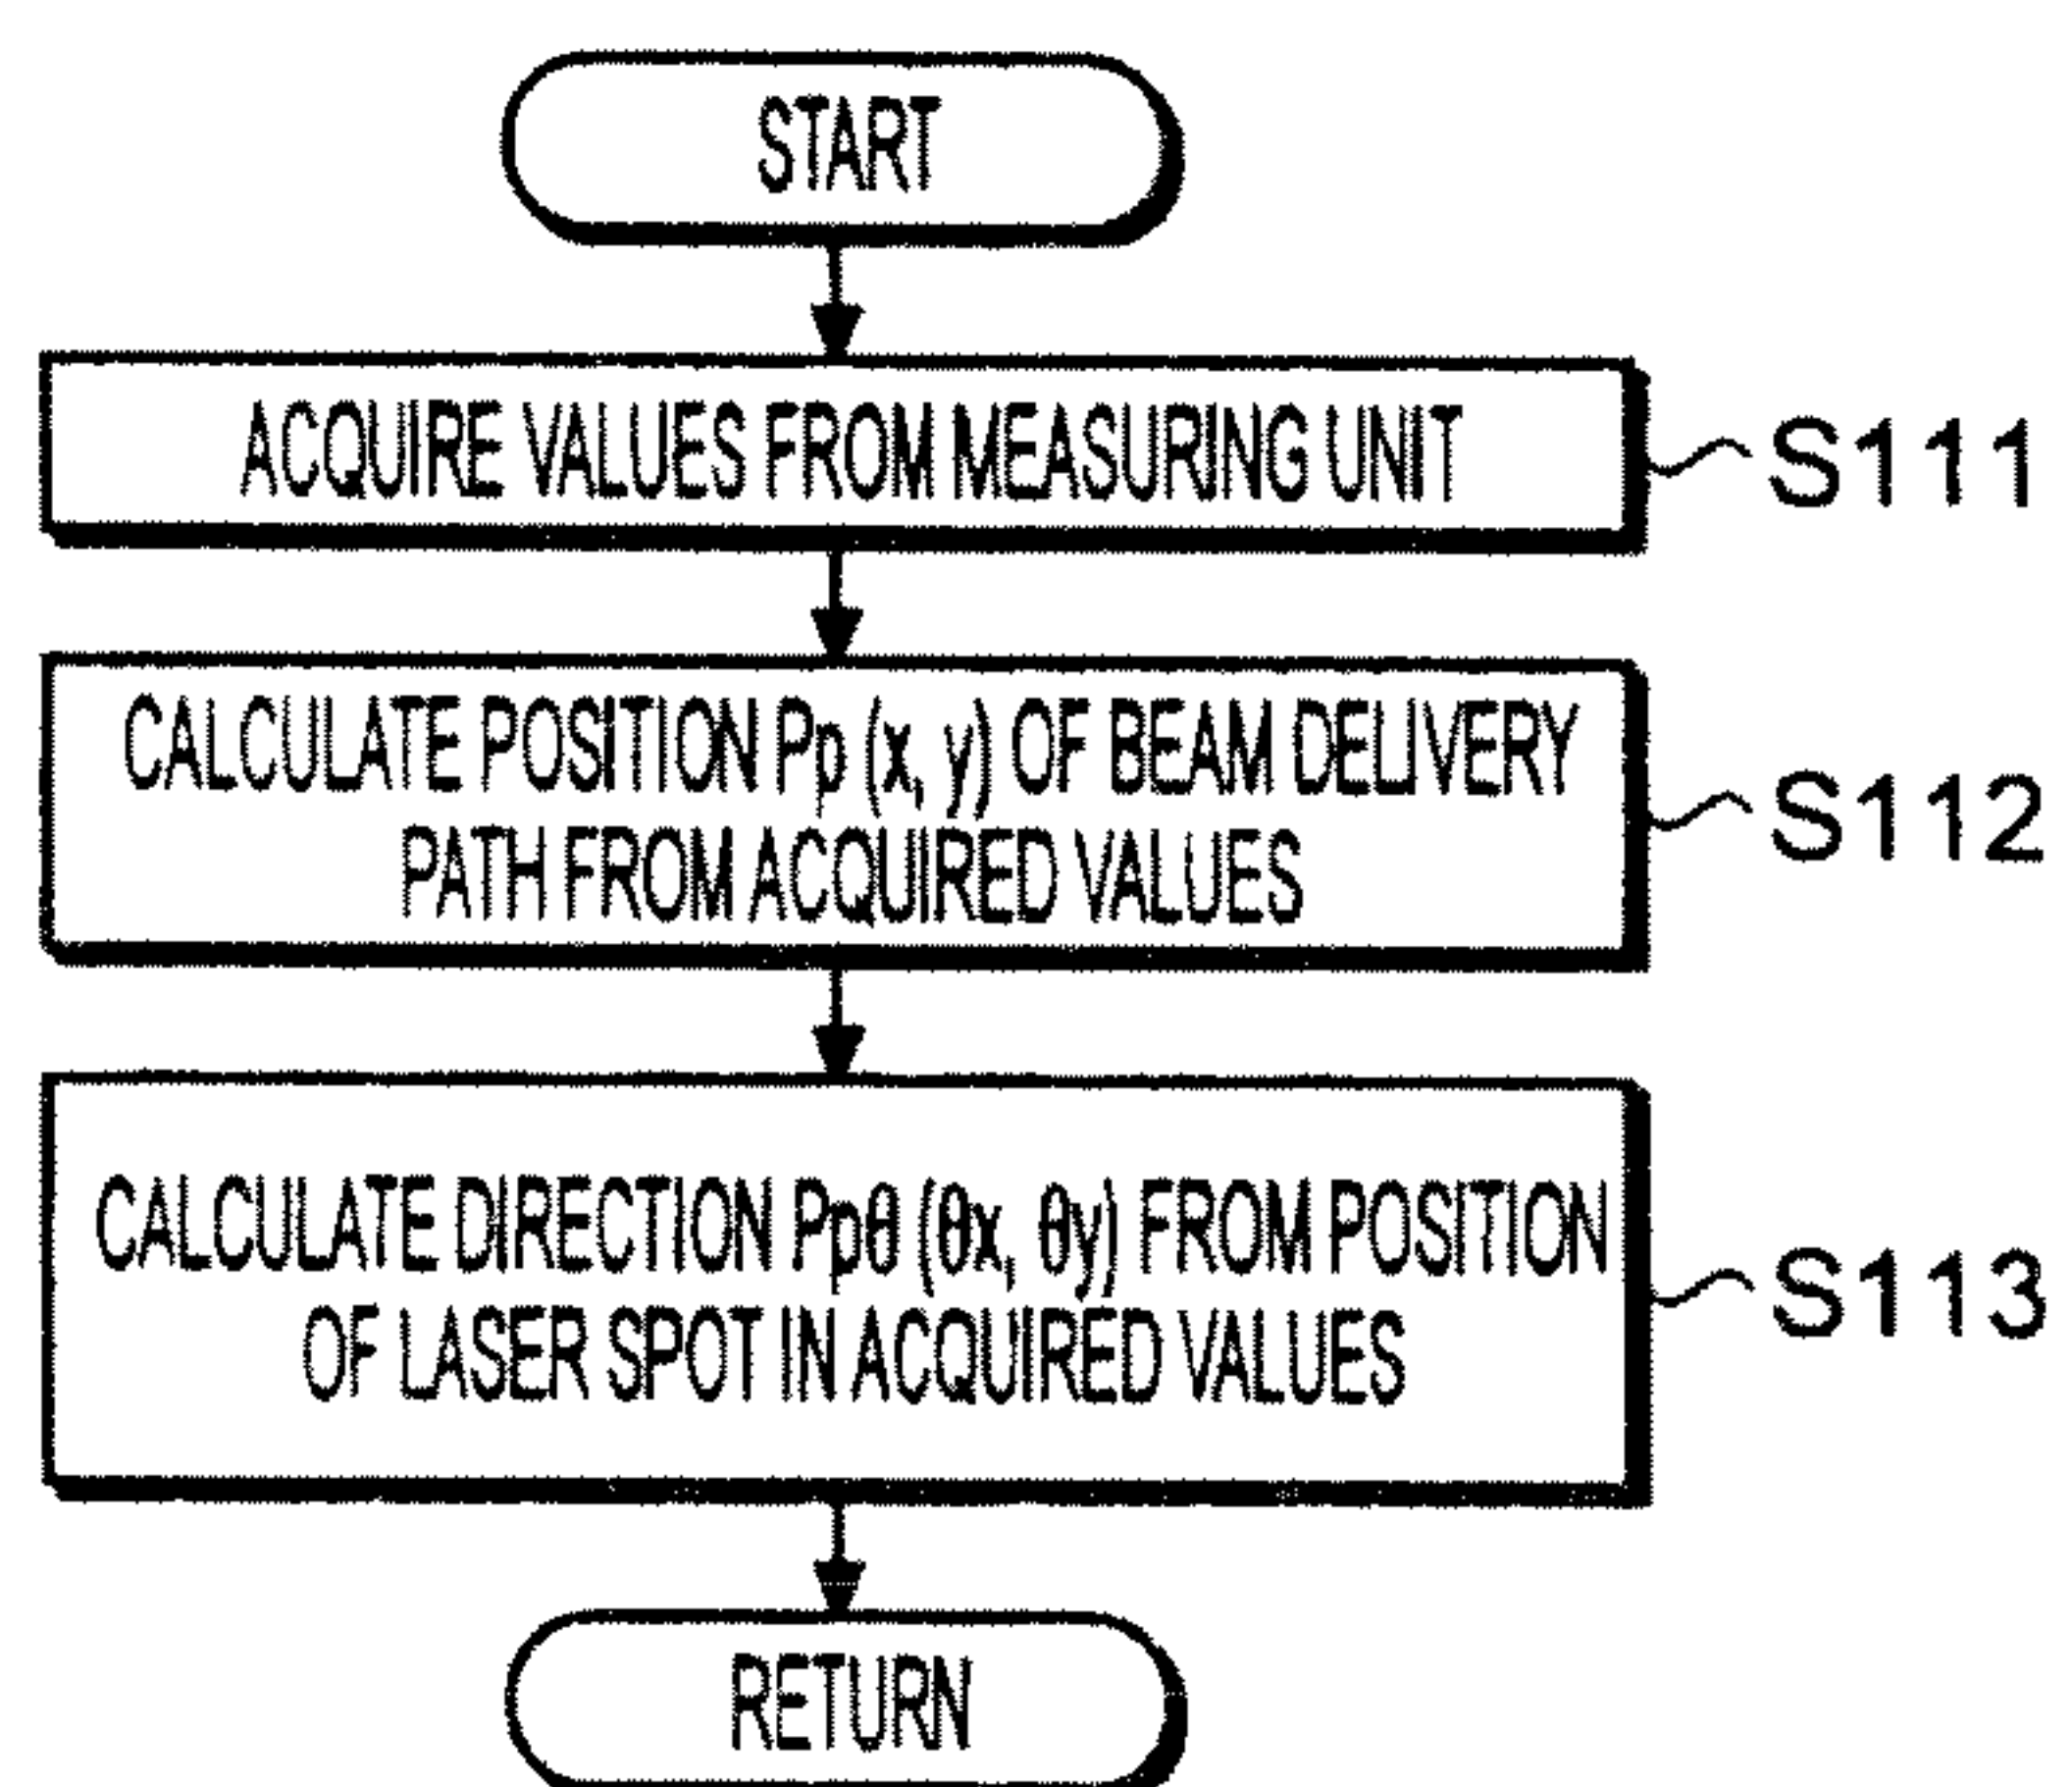 START
ACQUIRE VALUES FROM MEASURING UNIT
S111
CALCULATE POSITION Pp (x, y) OF BEAM DELIVERY
PATH FROM ACQUIRED VALUES
S112
CALCULATE DIRECTION Ppθ (θx, θy) FROM POSITION
OF LASER SPOT IN ACQUIRED VALUES
S113
RETURN